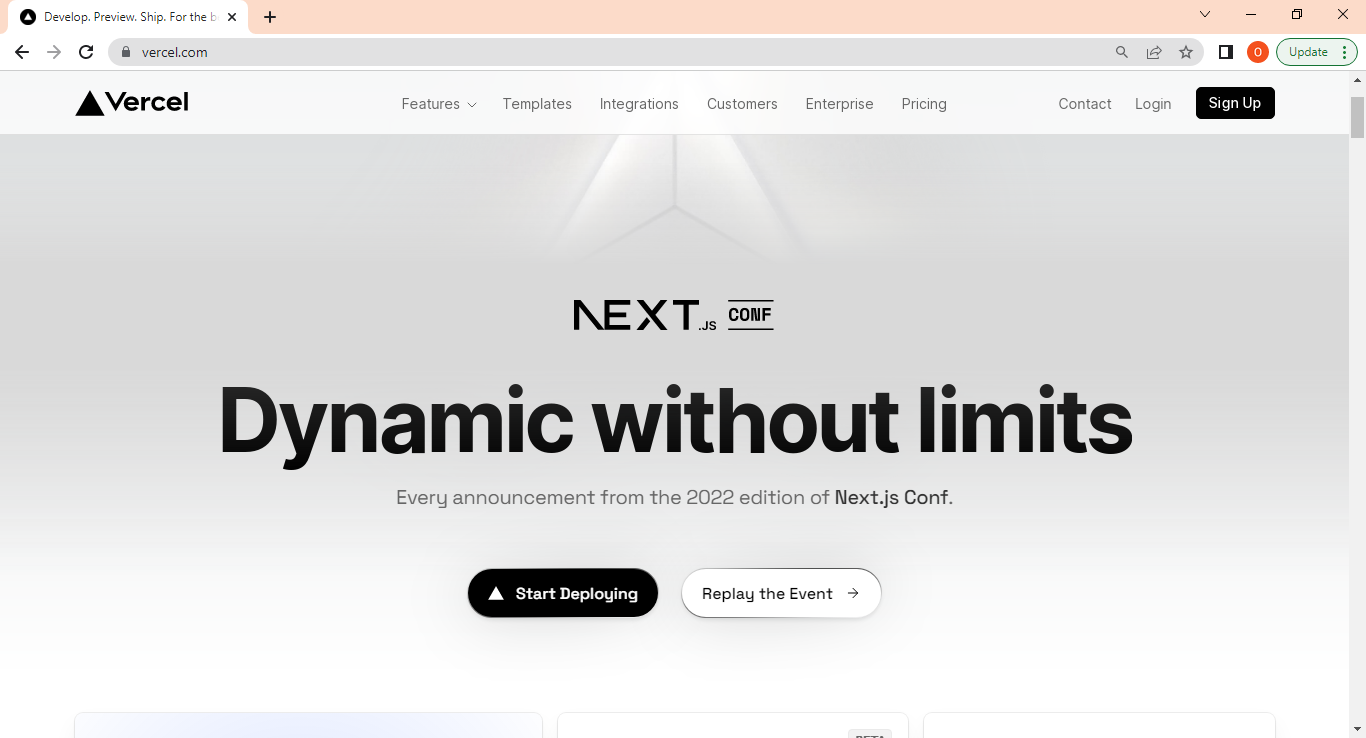 Develop. Preview. Ship. For the b
vercel.com
O
Update
Vercel
Features
Templates
Integrations
Customers
Enterprise
Pricing
Contact
Login
Sign Up
NEXT.JS CONF
Dynamic without limits
Every announcement from the 2022 edition of Next.js Conf.
Start Deploying
Replay the Event
BETA